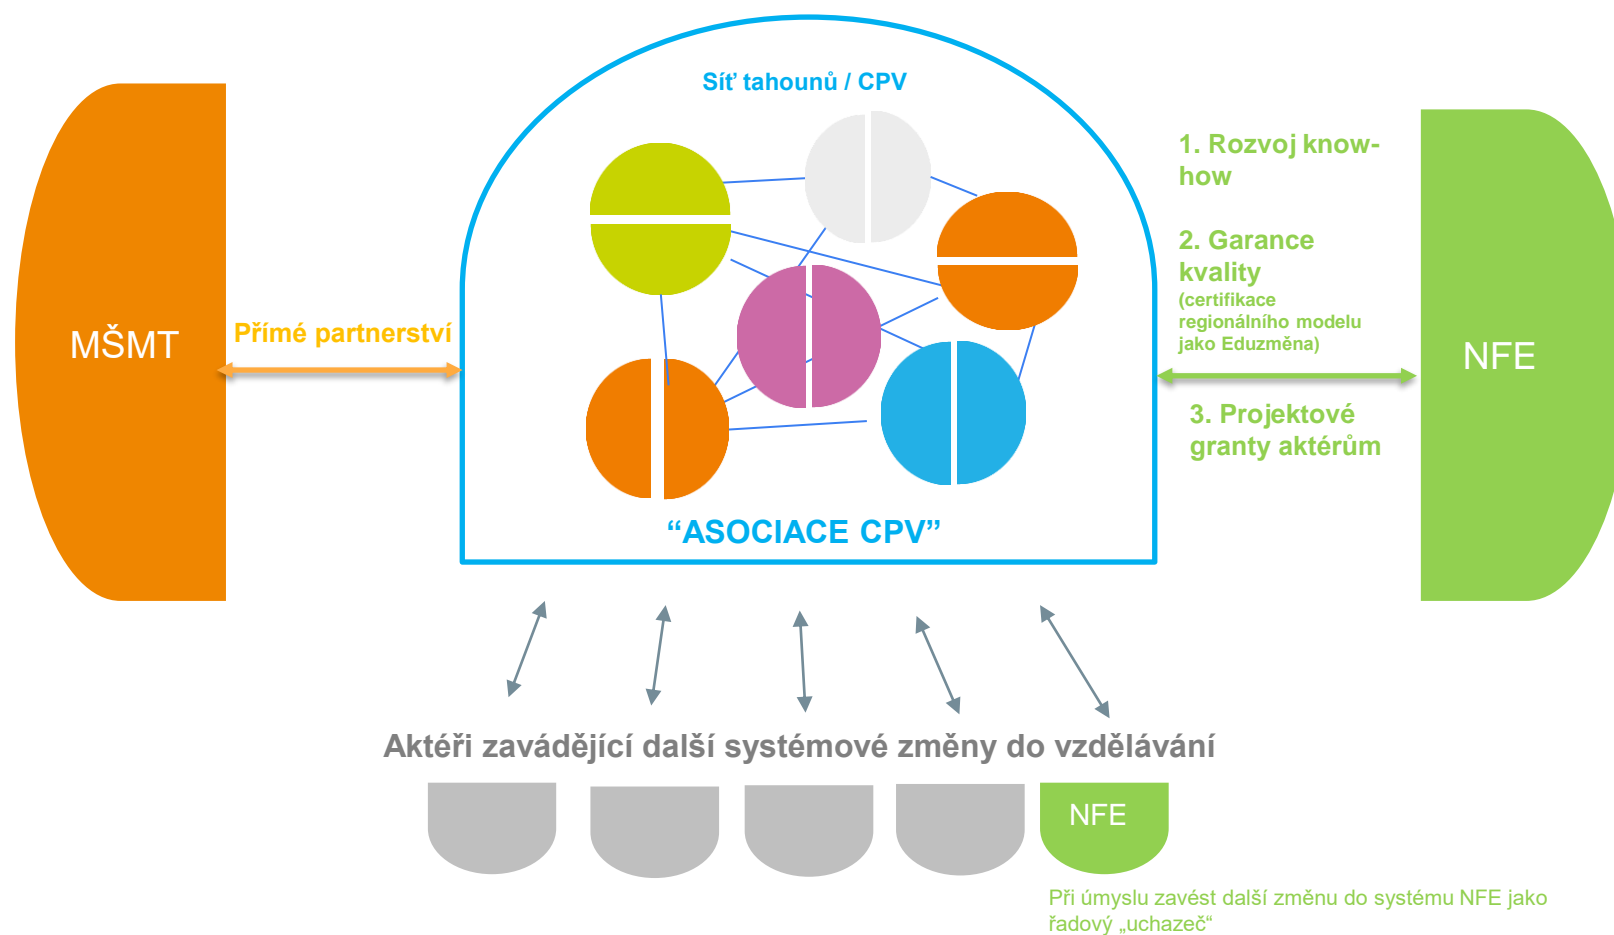 Síť tahounů / CPV
MŠMT
Přímé partnerství
1. Rozvoj know-
how
2. Garance
kvality
(certifikace
regionálního modelu
jako Eduzměna)
3. Projektové
granty aktérům
NFE
“ASOCIACE CPV”
Aktéři zavádějící další systémové změny do vzdělávání
NFE
Při úmyslu zavést další změnu do systému NFE jako
řadový „uchazeč“